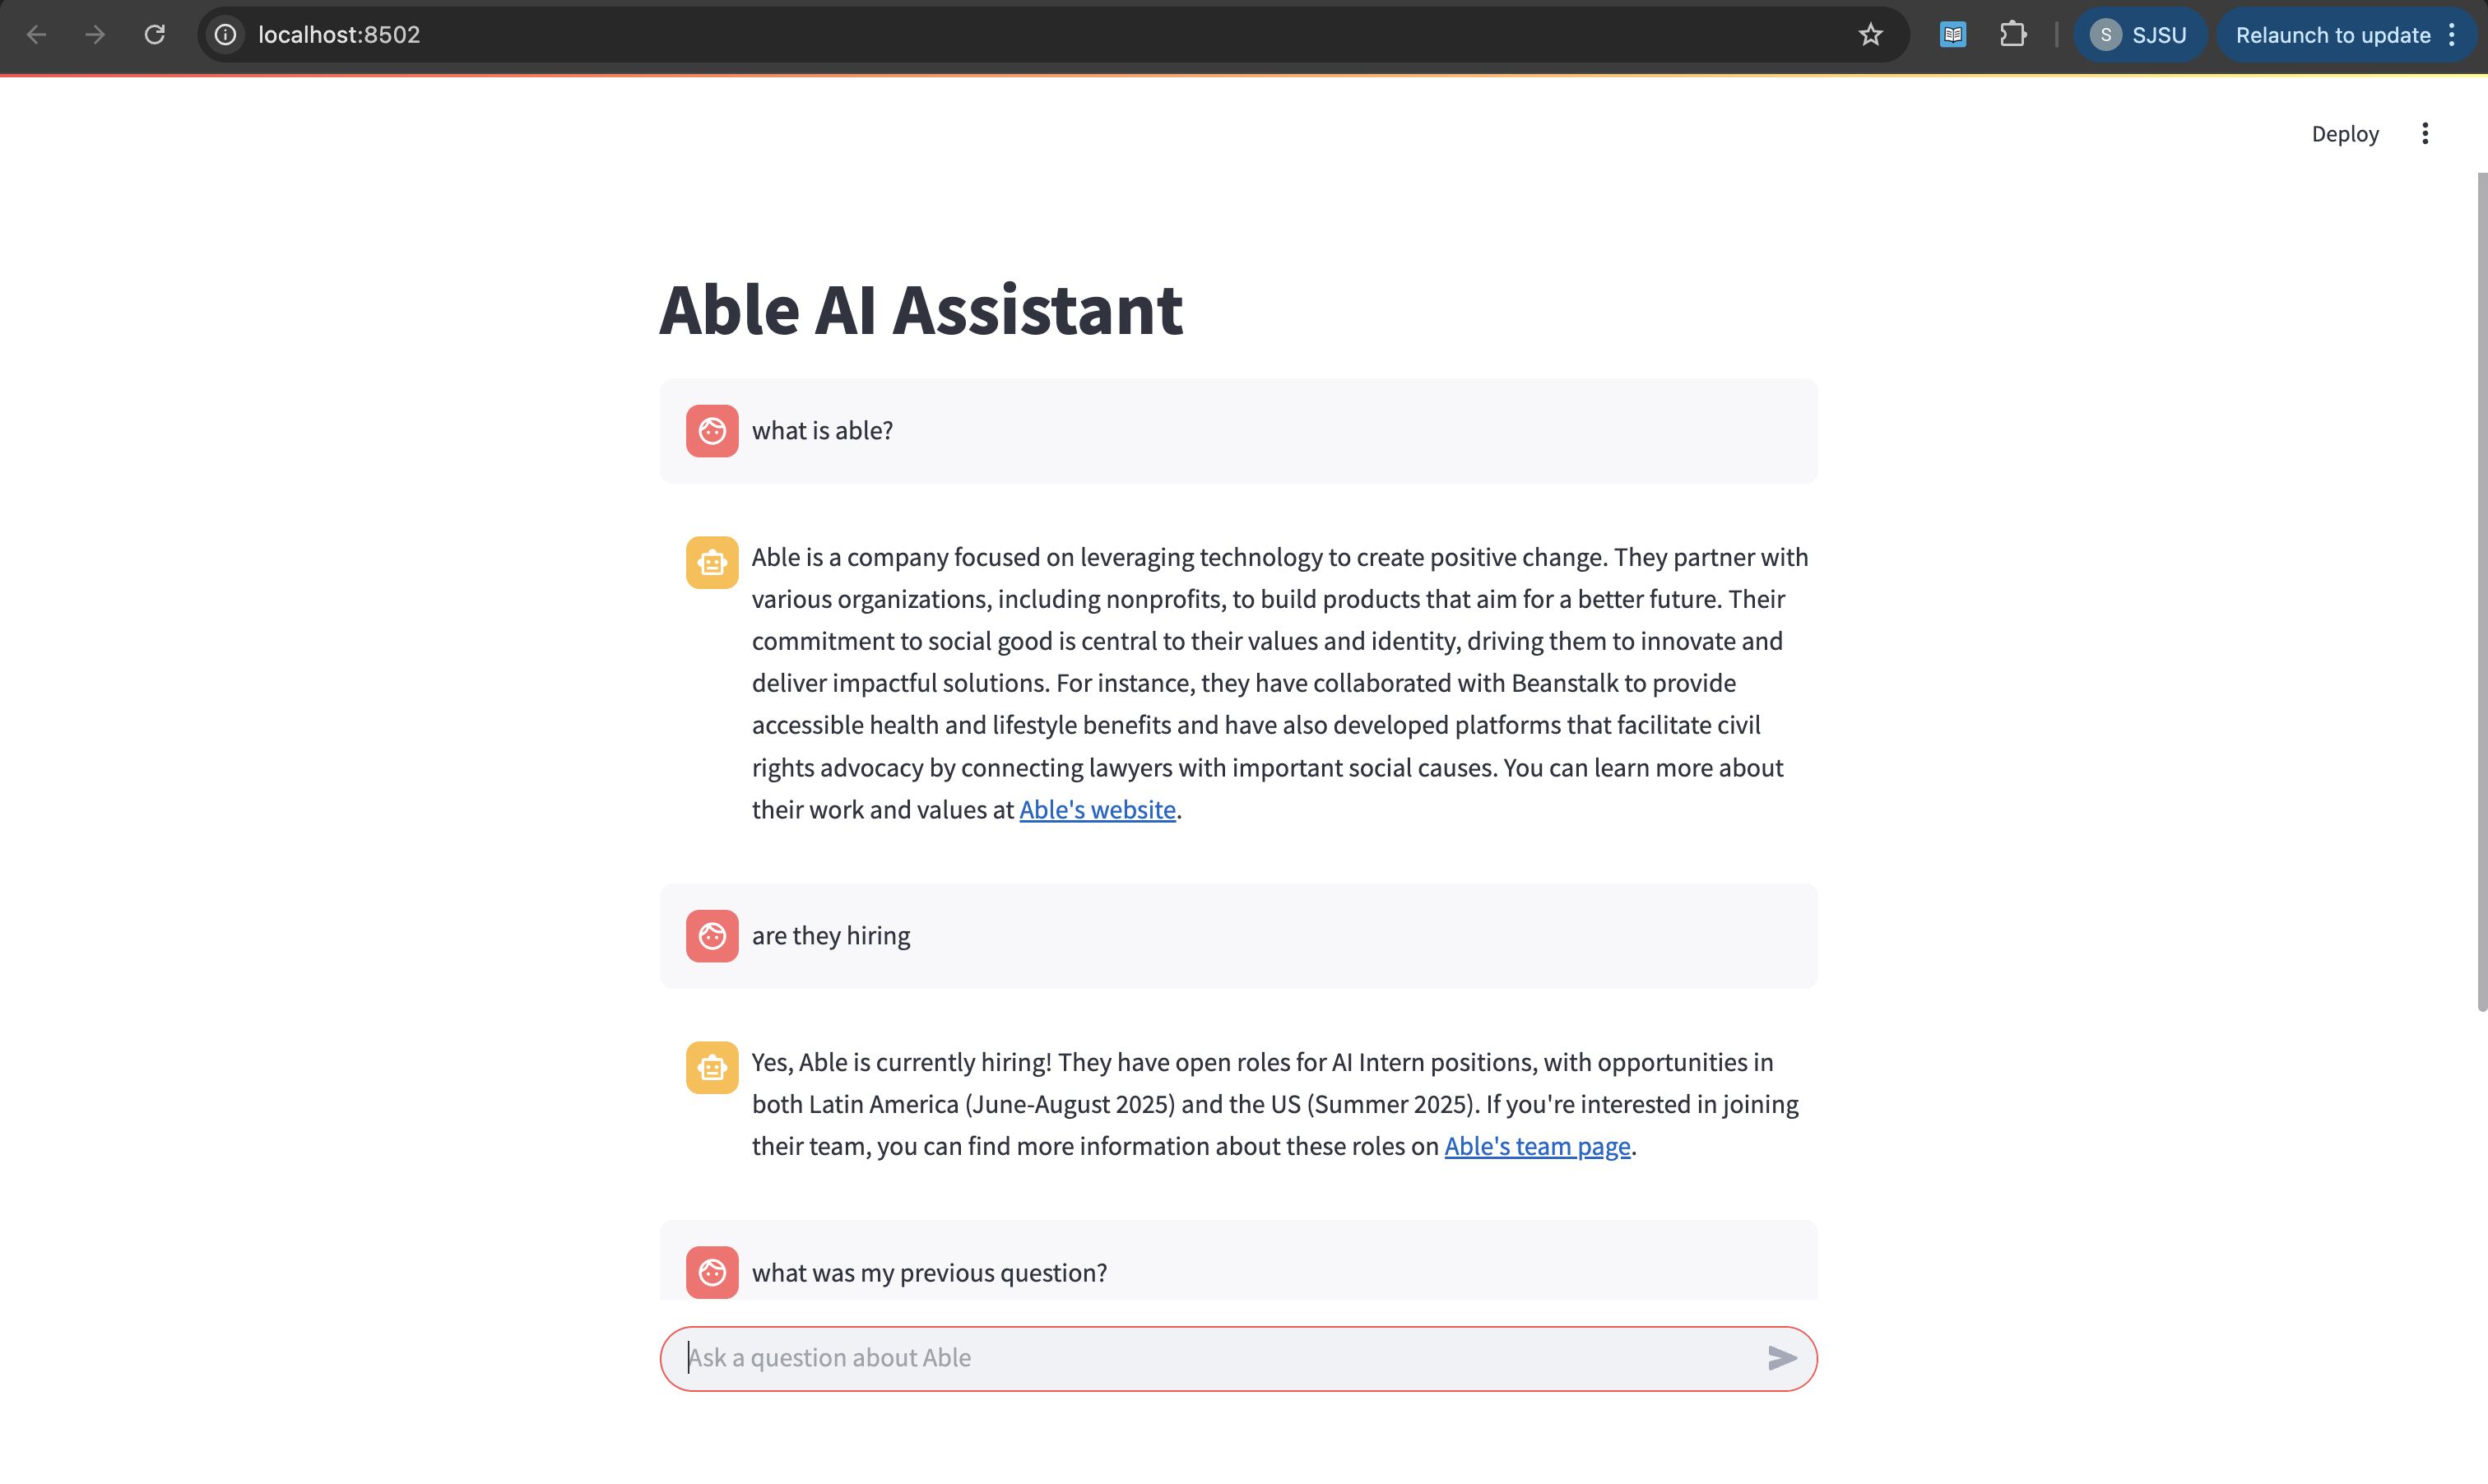 localhost:8502
S SJSU
Relaunch to update
Deploy
Able AI Assistant
what is able?
Able is a company focused on leveraging technology to create positive change. They partner with
various organizations, including nonprofits, to build products that aim for a better future. Their
commitment to social good is central to their values and identity, driving them to innovate and
deliver impactful solutions. For instance, they have collaborated with Beanstalk to provide
accessible health and lifestyle benefits and have also developed platforms that facilitate civil
rights advocacy by connecting lawyers with important social causes. You can learn more about
their work and values at Able's website.
are they hiring
Yes, Able is currently hiring! They have open roles for AI Intern positions, with opportunities in
both Latin America (June-August 2025) and the US (Summer 2025). If you're interested in joining
their team, you can find more information about these roles on Able's team page.
what was my previous question?
Ask a question about Able